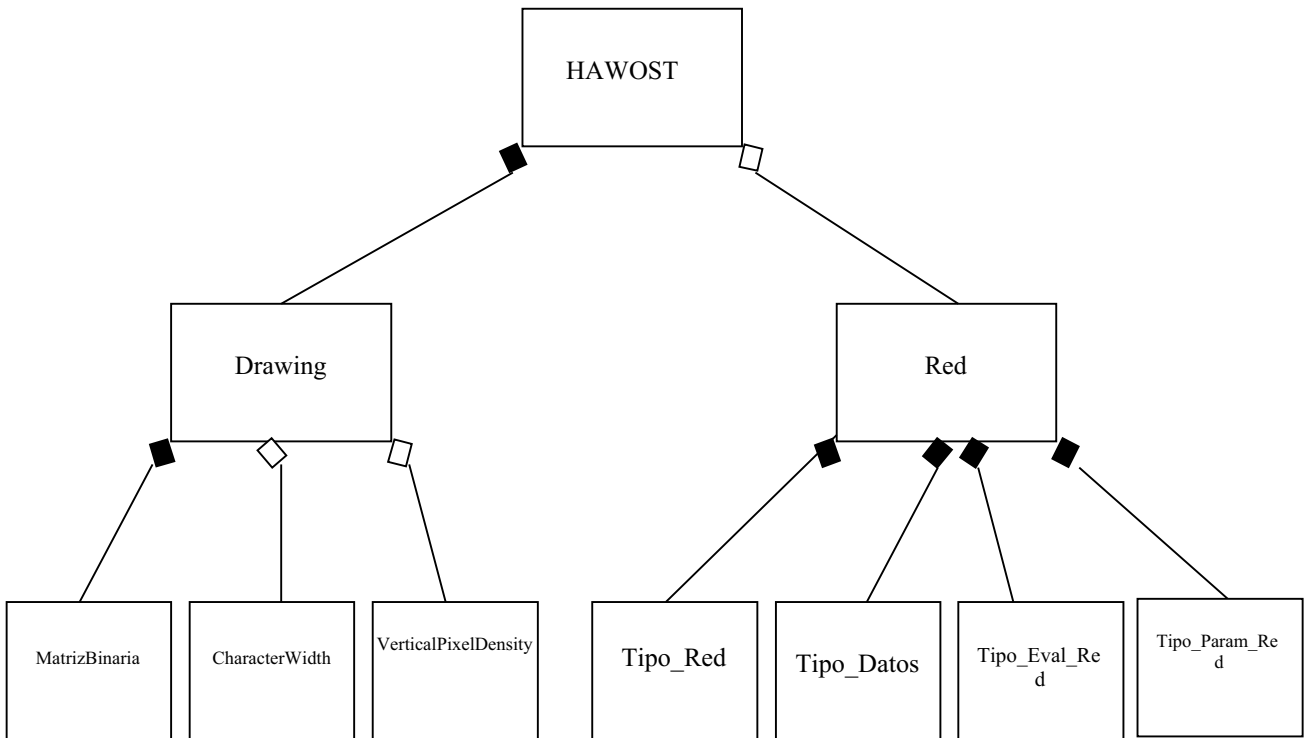 HAWOST
Drawing
Red
MatrizBinaria
CharacterWidth
VerticalPixelDensity
Tipo_Red
Tipo_Datos
Tipo_Eval_Re
d
Tipo_Param_Re
d